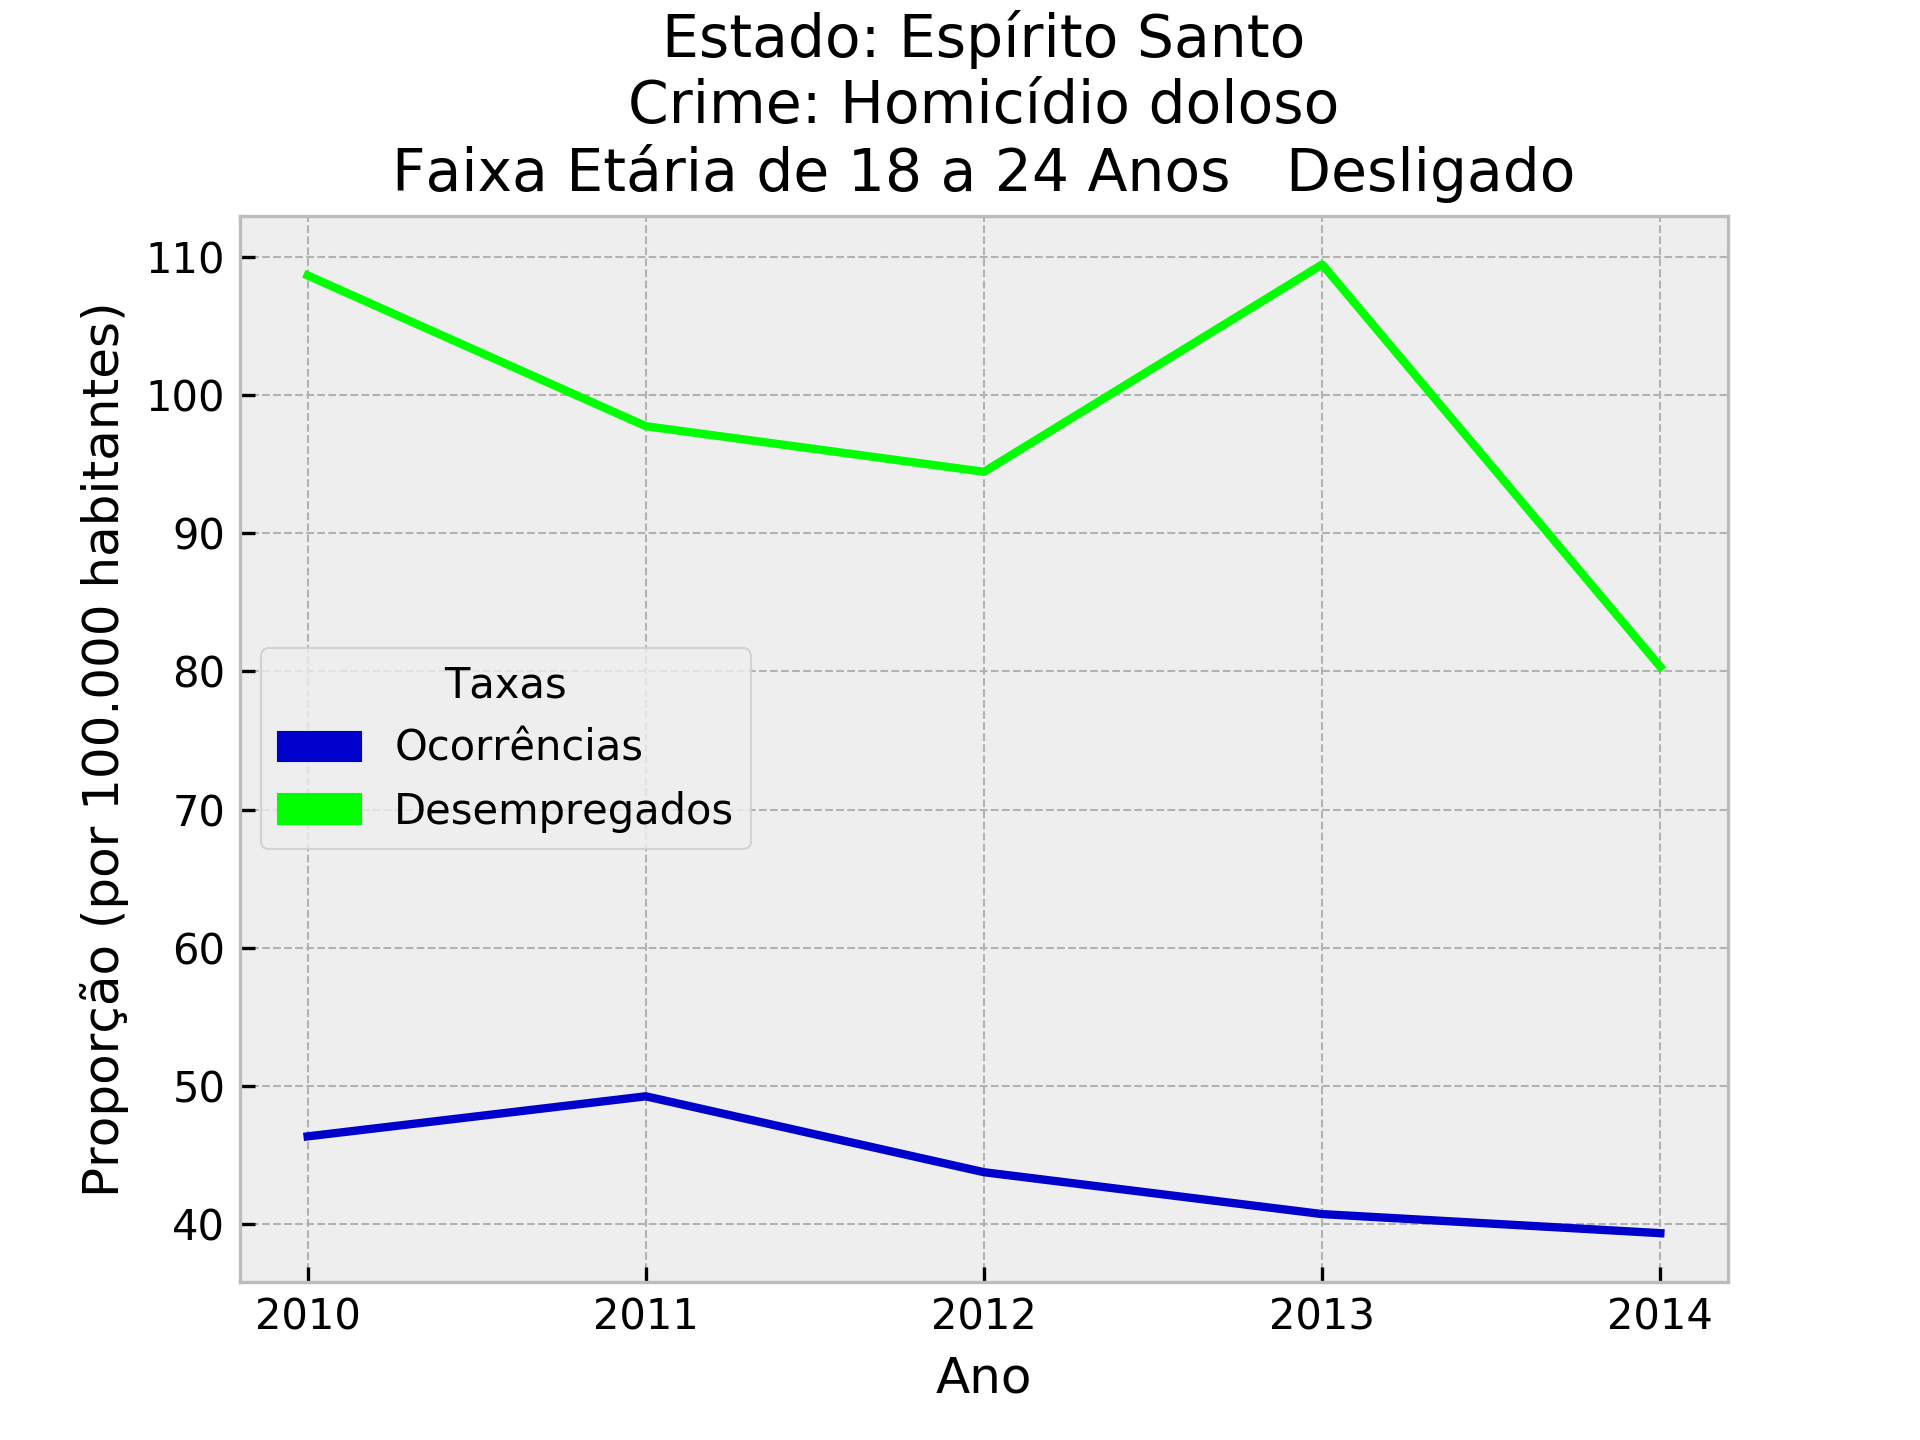 Estado: Espírito Santo
Crime: Homicídio doloso
Faixa Etária de 18 a 24 Anos   Desligado
Proporção (por 100.000 habitantes)
110
100
90
80
70
60
50
40
Taxas
Ocorrências
Desempregados
2010 2011 2012 2013 2014
Ano